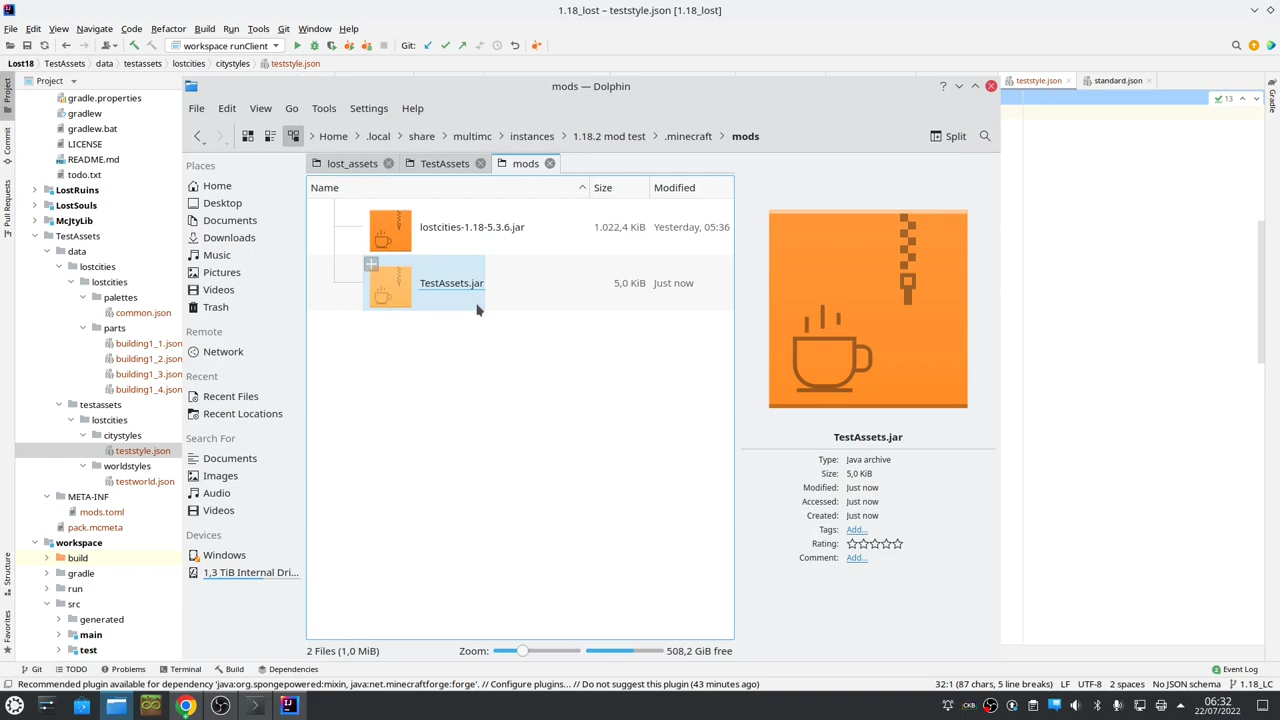 1.18_lost – teststyle.json [1.18_lost]
File Edit View Navigate Code Refactor Build Run Tools Git Window Help
workspace runClient Git:
Lost18 TestAssets data testassets lostcities citystyles teststyle.json
Project
mods — Dolphin
teststyle.json standard.json
13
Project
Commit
Pull Requests
Structure
Favorites
Gradle
gradle.properties
gradlew
gradlew.bat
LICENSE
README.md
todo.txt
LostRuins
LostSouls
McJtyLib
TestAssets
data
lostcities
lostcities
palettes
common.json
parts
building1_1.json
building1_2.json
building1_3.json
building1_4.json
testassets
lostcities
citystyles
teststyle.json
worldstyles
testworld.json
META-INF
mods.toml
pack.mcmeta
workspace
build
gradle
run
src
generated
main
test
File Edit View Go Tools Settings Help
Home .local share multimc instances 1.18.2 mod test .minecraft mods Split
Places
Home
Desktop
Documents
Downloads
Music
Pictures
Videos
Trash
Remote
Network
Recent
Recent Files
Recent Locations
Search For
Documents
Images
Audio
Videos
Devices
Windows
1,3 TiB Internal Dri...
lost_assets TestAssets mods
Name Size Modified
lostcities-1.18-5.3.6.jar 1.022,4 KiB Yesterday, 05:36
TestAssets.jar 5,0 KiB Just now
2 Files (1,0 MiB) Zoom: 508,2 GiB free
TestAssets.jar
Type: Java archive
Size: 5,0 KiB
Modified: Just now
Accessed: Just now
Created: Just now
Tags: Add...
Rating:
Comment: Add...
Git TODO Problems Terminal Build Dependencies Event Log
Recommended plugin available for dependency 'java:org.spongepowered:mixin, java:net.minecraftforge:forge'. // Configure plugins... // Do not suggest this plugin (43 minutes ago) 32:1 (87 chars, 5 line breaks) LF UTF-8 2 spaces No JSON schema 1.18_LC
CKB
06:32
22/07/2022